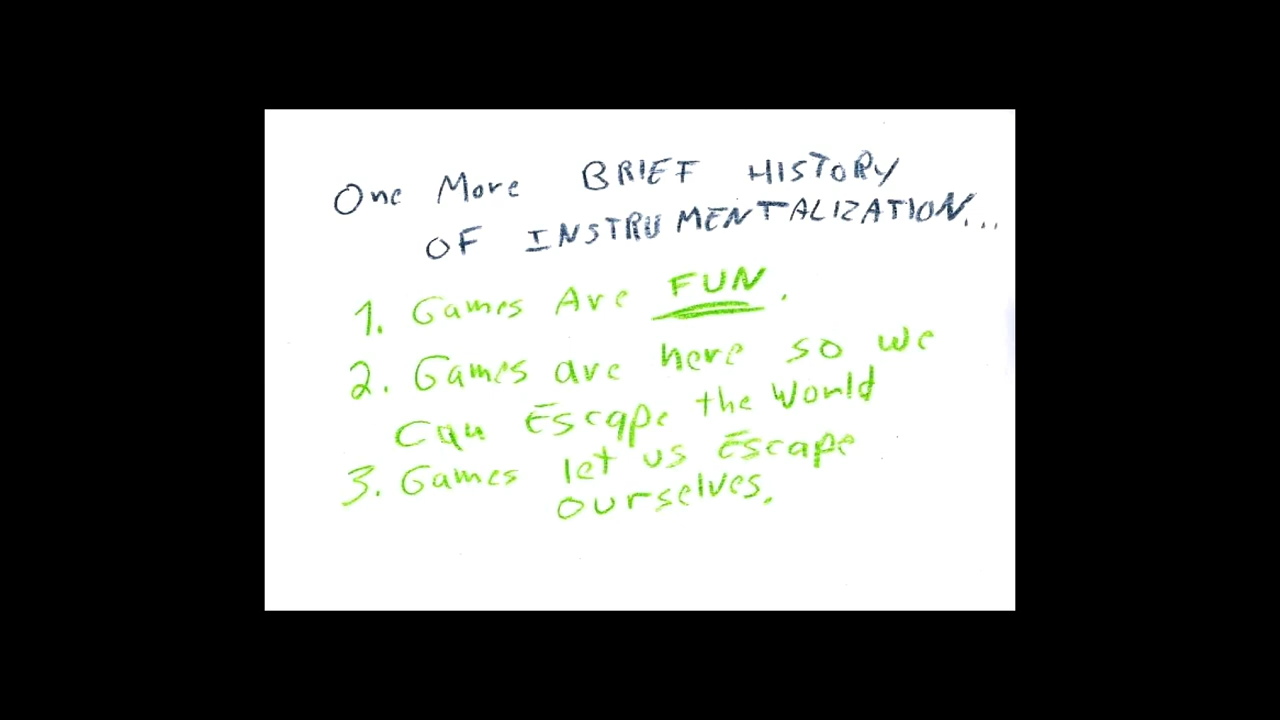 One More BRIEF HISTORY
OF INSTRUMENTALIZATION...
1. Games Are FUN.
2. Games are here so we
can Escape the World
3. Games let us Escape
ourselves.